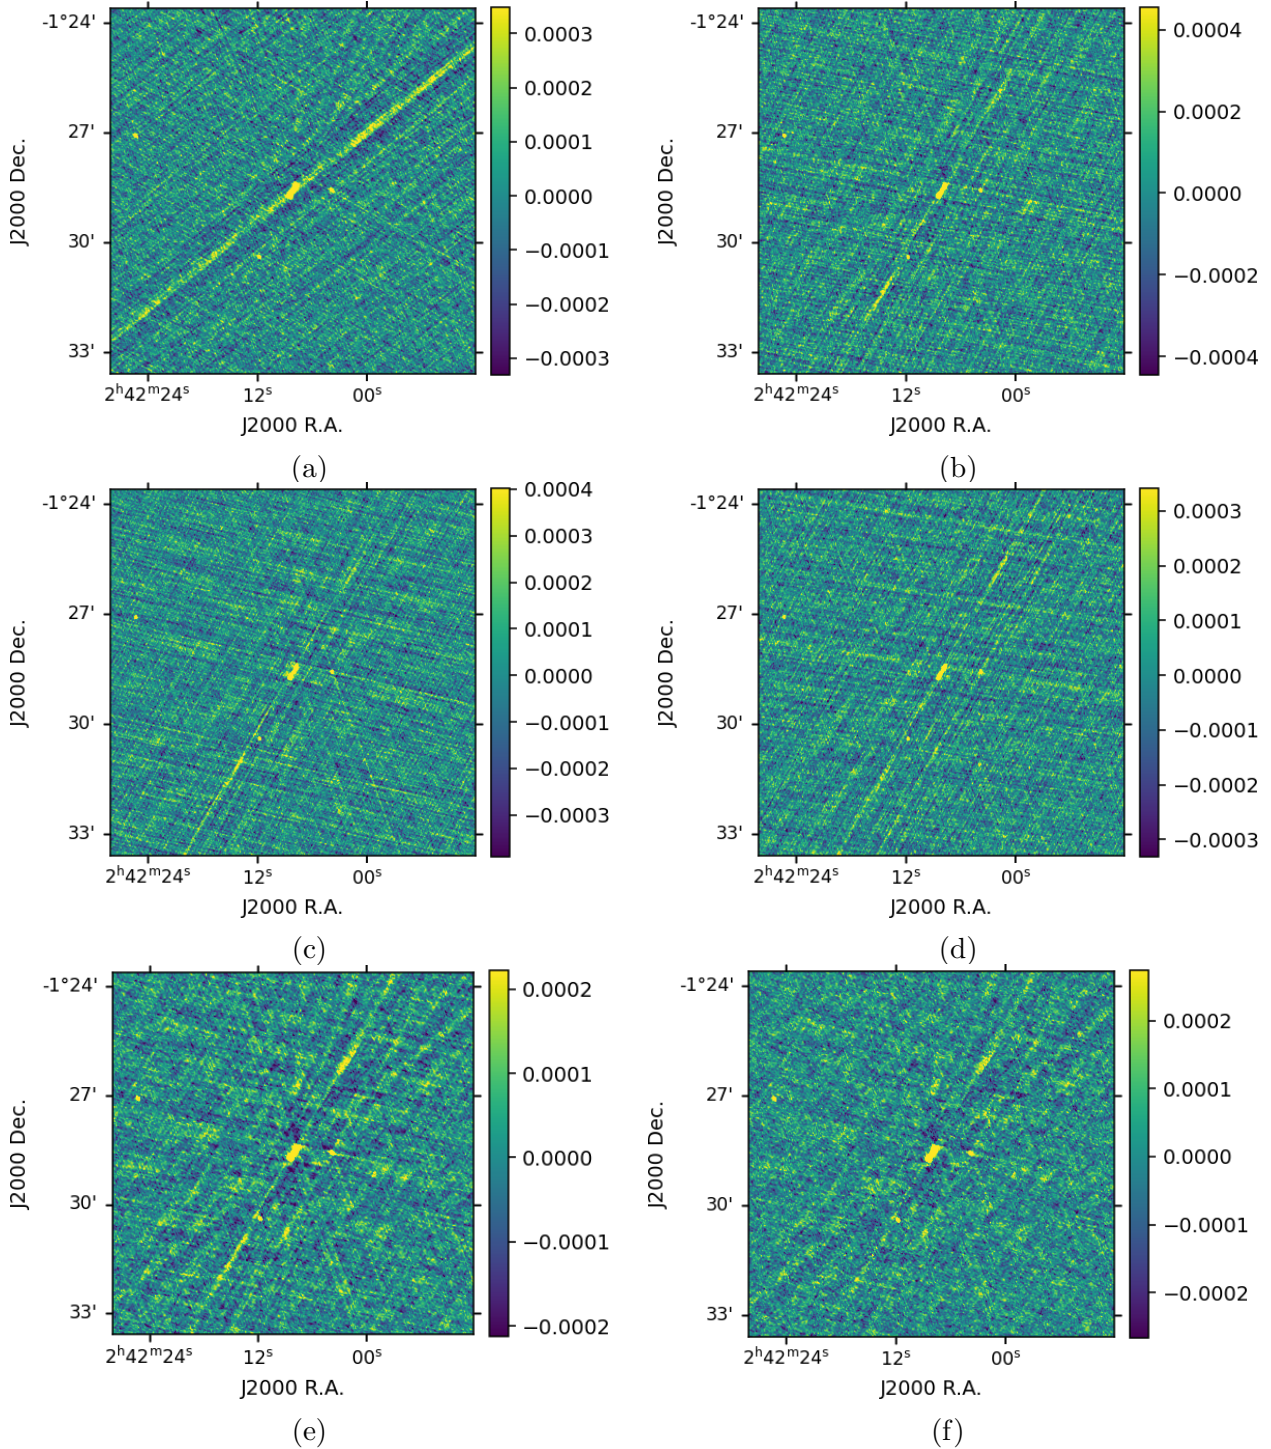 -1°24'
27'
30'
33'
J2000 Dec.
2ʰ42ᵐ24ˢ 12ˢ 00ˢ
J2000 R.A.
0.0003
0.0002
0.0001
0.0000
−0.0001
−0.0002
−0.0003
(a)
-1°24'
27'
30'
33'
J2000 Dec.
2ʰ42ᵐ24ˢ 12ˢ 00ˢ
J2000 R.A.
0.0004
0.0002
0.0000
−0.0002
−0.0004
(b)
-1°24'
27'
30'
33'
J2000 Dec.
2ʰ42ᵐ24ˢ 12ˢ 00ˢ
J2000 R.A.
0.0004
0.0003
0.0002
0.0001
0.0000
−0.0001
−0.0002
−0.0003
(c)
-1°24'
27'
30'
33'
J2000 Dec.
2ʰ42ᵐ24ˢ 12ˢ 00ˢ
J2000 R.A.
0.0003
0.0002
0.0001
0.0000
−0.0001
−0.0002
−0.0003
(d)
-1°24'
27'
30'
33'
J2000 Dec.
2ʰ42ᵐ24ˢ 12ˢ 00ˢ
J2000 R.A.
0.0002
0.0001
0.0000
−0.0001
−0.0002
(e)
-1°24'
27'
30'
33'
J2000 Dec.
2ʰ42ᵐ24ˢ 12ˢ 00ˢ
J2000 R.A.
0.0002
0.0001
0.0000
−0.0001
−0.0002
(f)